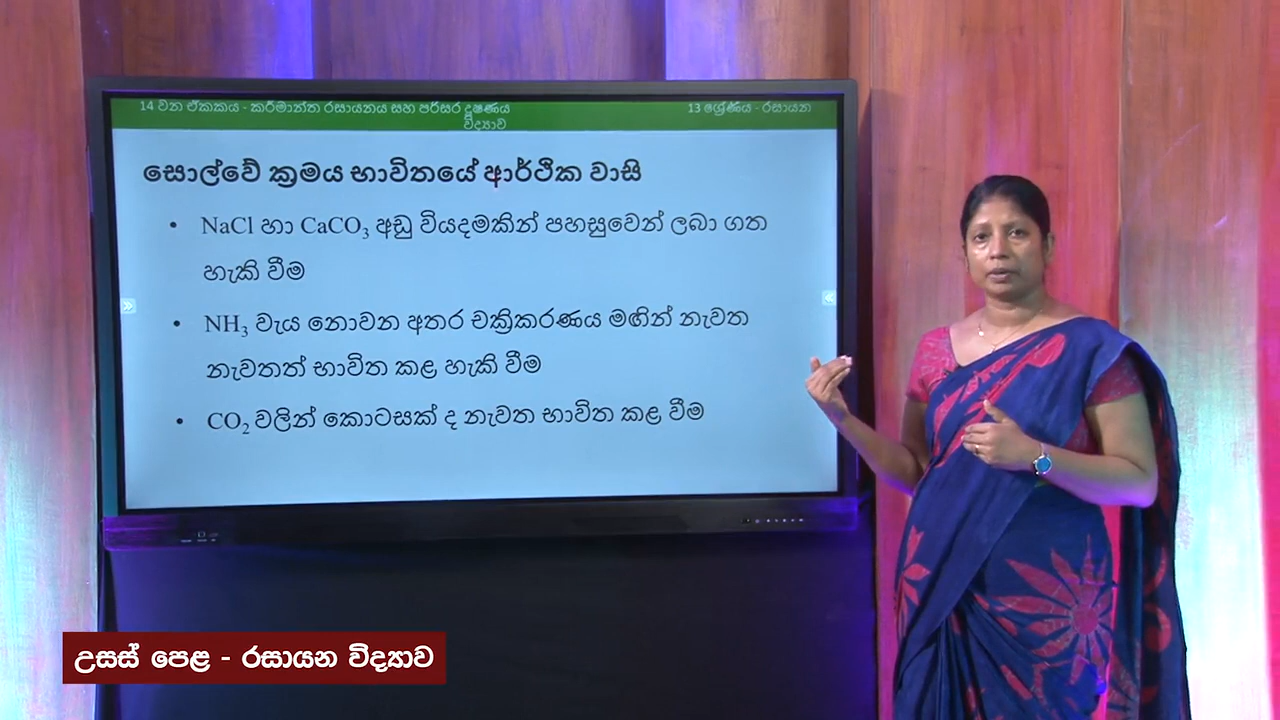 14 වන ඒකකය - කර්මාන්ත රසායනය සහ පරිසර දූෂණය
13 ශ්‍රේණිය - රසායන
විද්‍යාව
සොල්වේ ක්‍රමය භාවිතයේ ආර්ථික වාසි
• NaCl හා CaCO₃ අඩු වියදමකින් පහසුවෙන් ලබා ගත
හැකි වීම
• NH₃ වැය නොවන අතර චක්‍රිකරණය මඟින් නැවත
නැවතත් භාවිත කළ හැකි වීම
• CO₂ වලින් කොටසක් ද නැවත භාවිත කළ වීම
උසස් පෙළ - රසායන විද්‍යාව